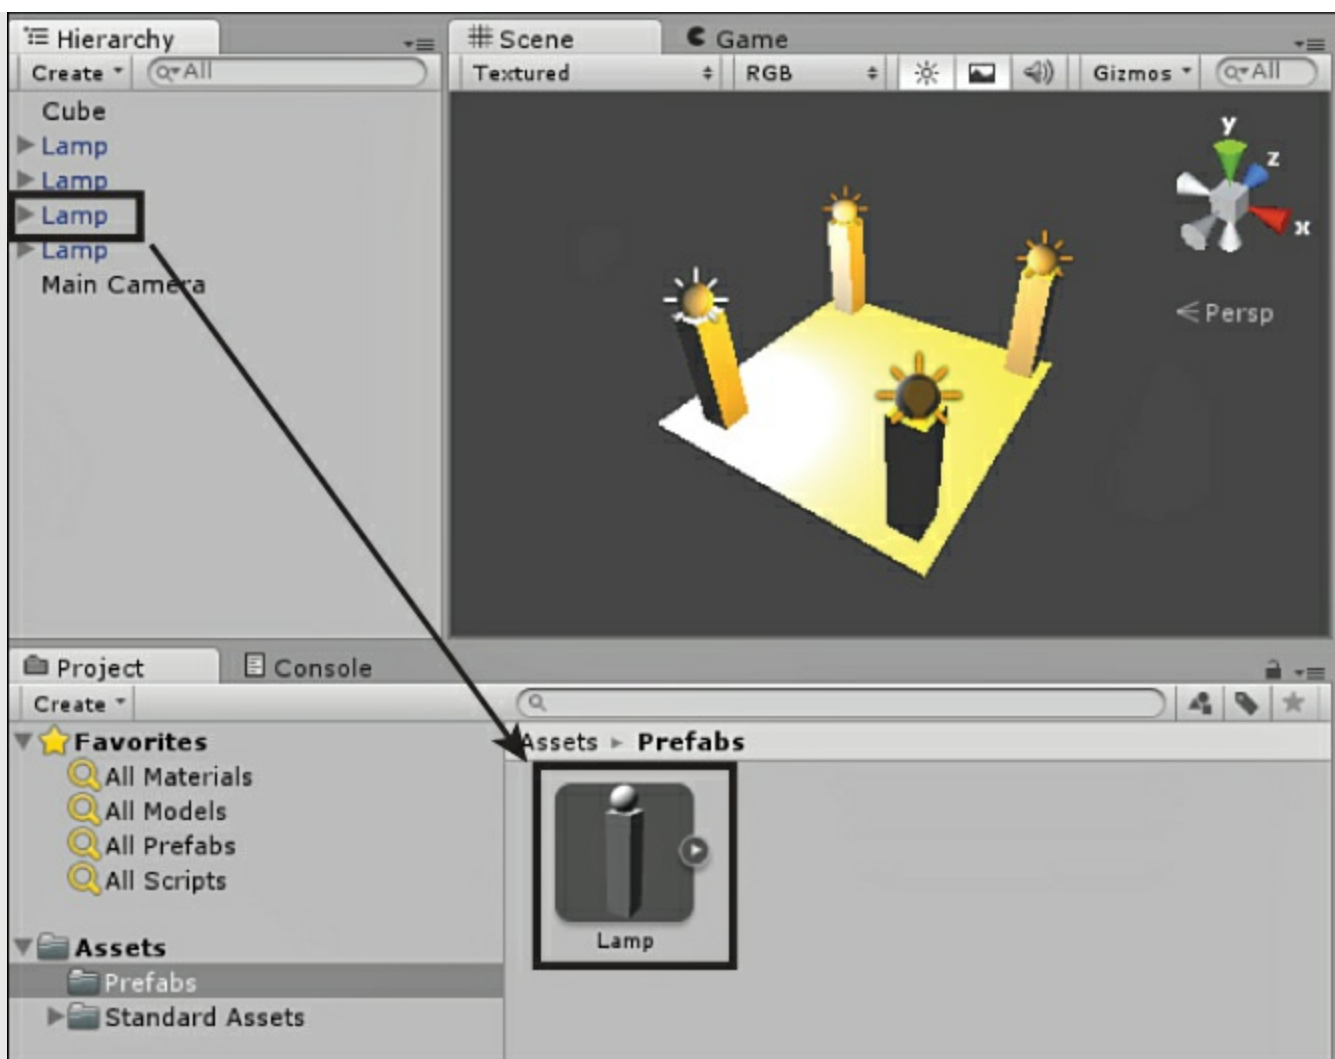 Hierarchy
Create All
Cube
Lamp
Lamp
Lamp
Lamp
Main Camera
Scene Game
Textured RGB Gizmos All
y
z
x
Persp
Project Console
Create
Favorites
All Materials
All Models
All Prefabs
All Scripts
Assets
Prefabs
Standard Assets
Assets Prefabs
Lamp